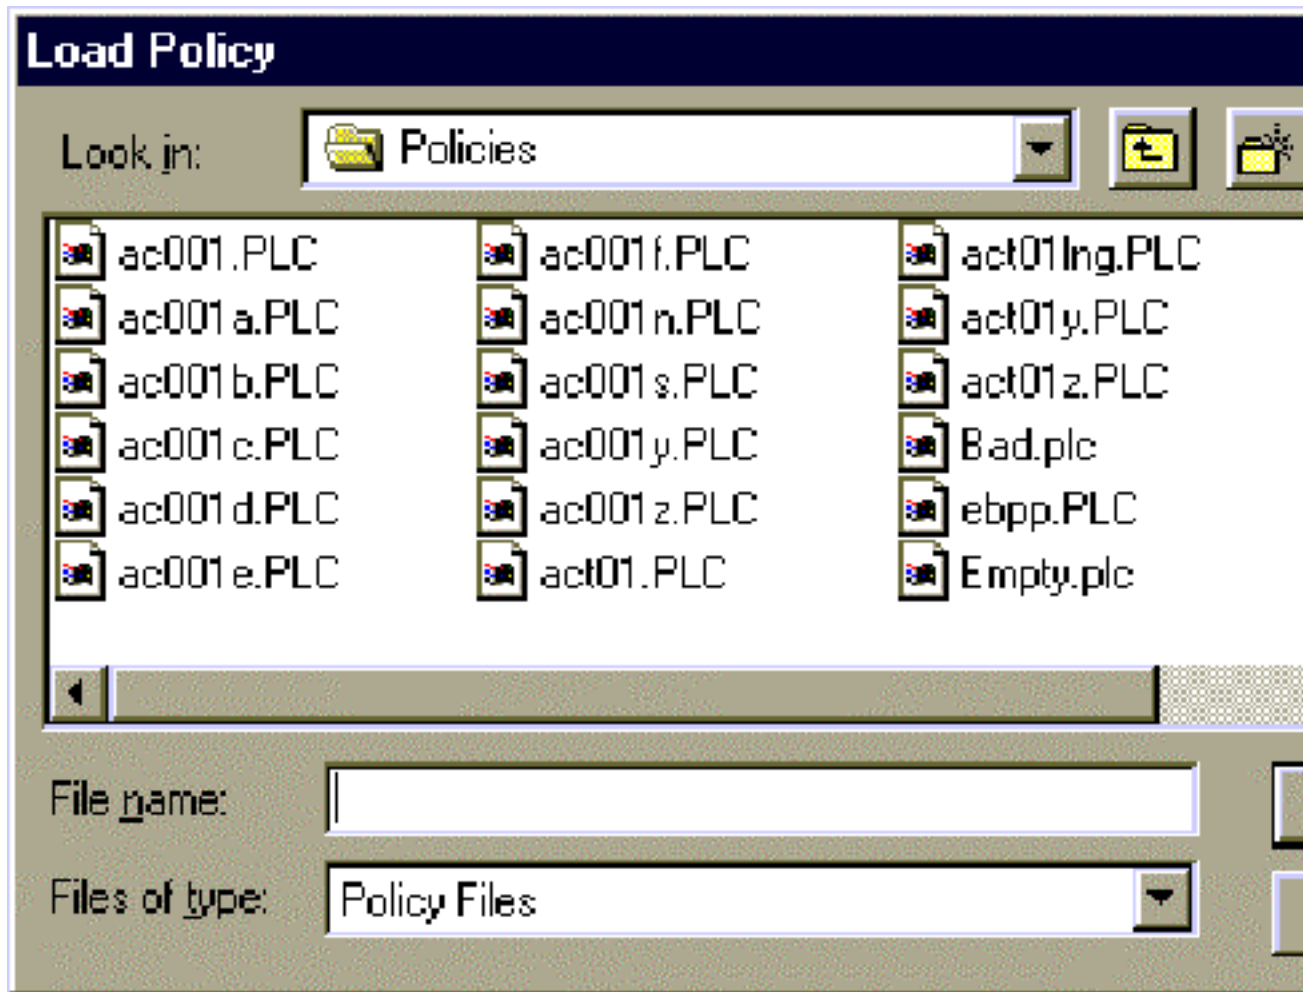 Load Policy
Look in: Policies
ac001.PLC ac001f.PLC act01lng.PLC
ac001a.PLC ac001n.PLC act01y.PLC
ac001b.PLC ac001s.PLC act01z.PLC
ac001c.PLC ac001y.PLC Bad.plc
ac001d.PLC ac001z.PLC ebpp.PLC
ac001e.PLC act01.PLC Empty.plc
File name:
Files of type: Policy Files